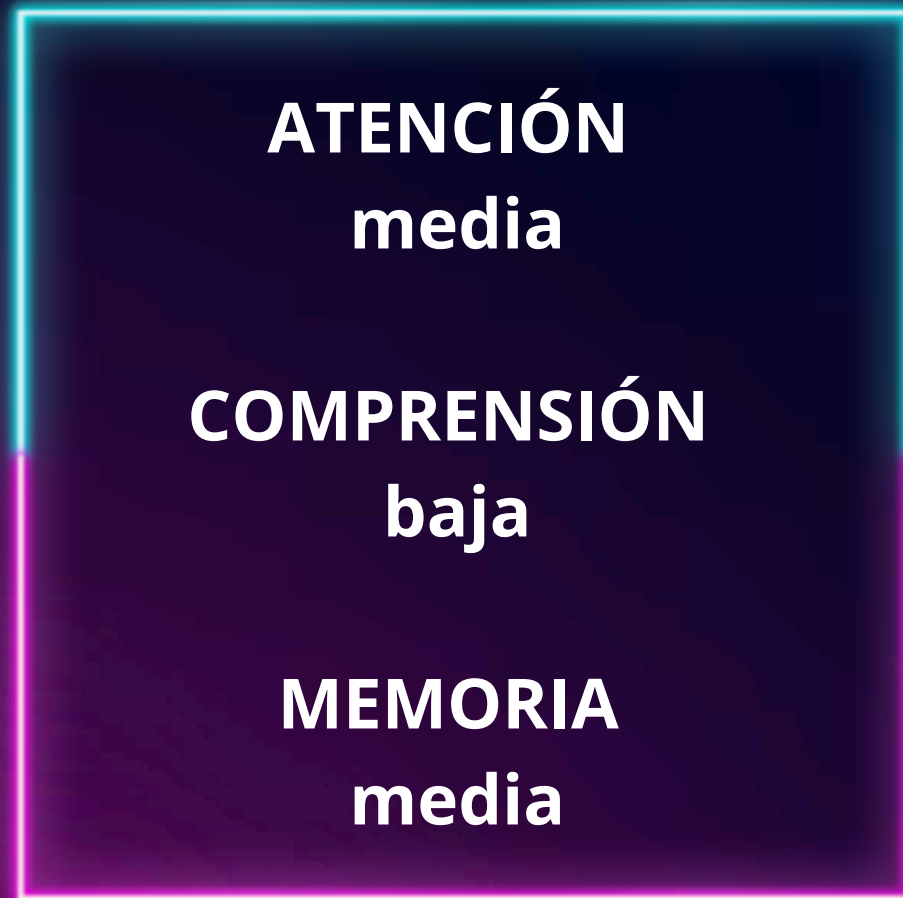 ATENCIÓN
media
COMPRENSIÓN
baja
MEMORIA
media